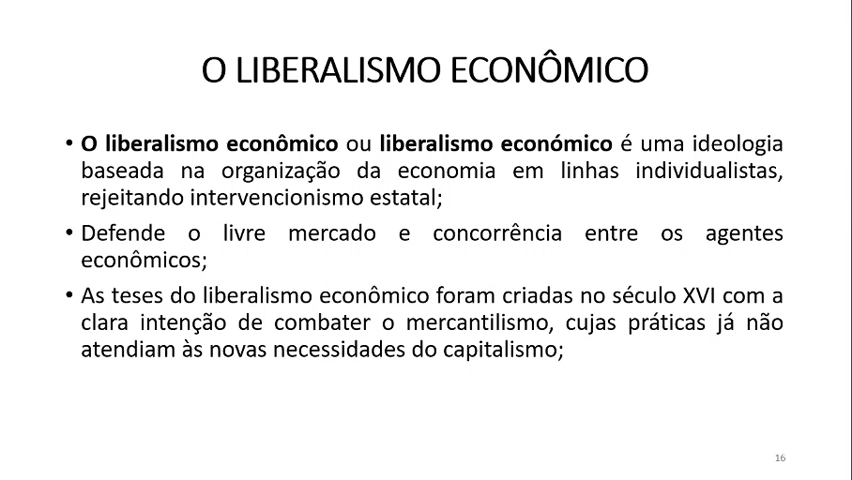 O LIBERALISMO ECONÔMICO
• O liberalismo econômico ou liberalismo económico é uma ideologia
baseada na organização da economia em linhas individualistas,
rejeitando intervencionismo estatal;
• Defende o livre mercado e concorrência entre os agentes
econômicos;
• As teses do liberalismo econômico foram criadas no século XVI com a
clara intenção de combater o mercantilismo, cujas práticas já não
atendiam às novas necessidades do capitalismo;
16